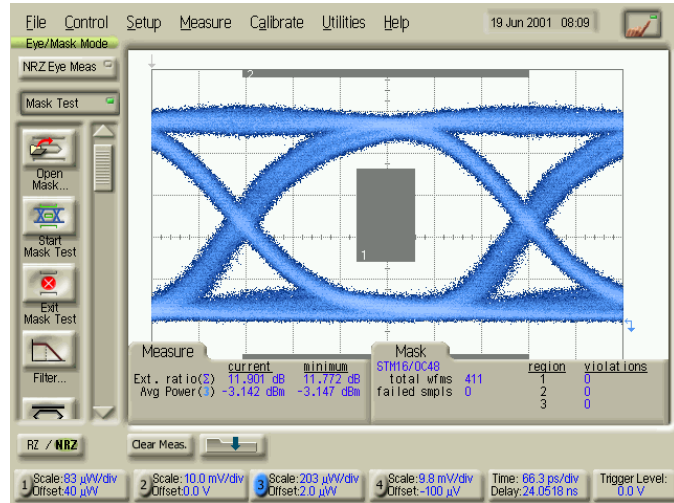 File Control Setup Measure Calibrate Utilities Help 19 Jun 2001 08:09
Eye/Mask Mode
NRZ Eye Meas
Mask Test
Open
Mask...
Start
Mask Test
Exit
Mask Test
Filter...
2
1
Measure
current minimum
Ext. ratio(Σ) 11.901 dB 11.772 dB
Avg Power(3) -3.142 dBm -3.147 dBm
Mask
STM16/OC48
total wfms 411
failed smpls 0
region violations
1 0
2 0
3 0
RZ / NRZ
Clear Meas.
1 Scale:83 µW/div
Offset:40 µW
2 Scale:10.0 mV/div
Offset:0.0 V
3 Scale:203 µW/div
Offset:2.0 µW
4 Scale:9.8 mV/div
Offset:-100 µV
Time: 66.3 ps/div
Delay:24.0518 ns
Trigger Level:
0.0 V